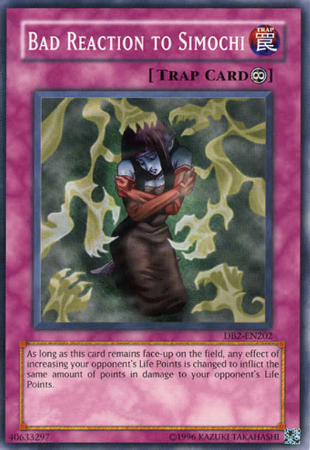 BAD REACTION TO SIMOCHI
TRAP
罠
[TRAP CARD]
DB2-EN202
As long as this card remains face-up on the field, any effect of
increasing your opponent's Life Points is changed to inflict the
same amount of points in damage to your opponent's Life
Points.
40633297
©1996 KAZUKI TAKAHASHI